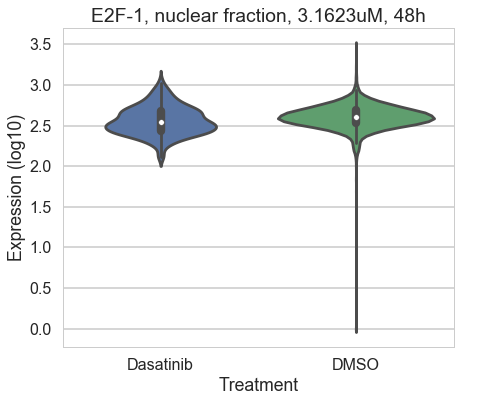 E2F-1, nuclear fraction, 3.1623uM, 48h
Expression (log10)
3.5
3.0
2.5
2.0
1.5
1.0
0.5
0.0
Dasatinib DMSO
Treatment